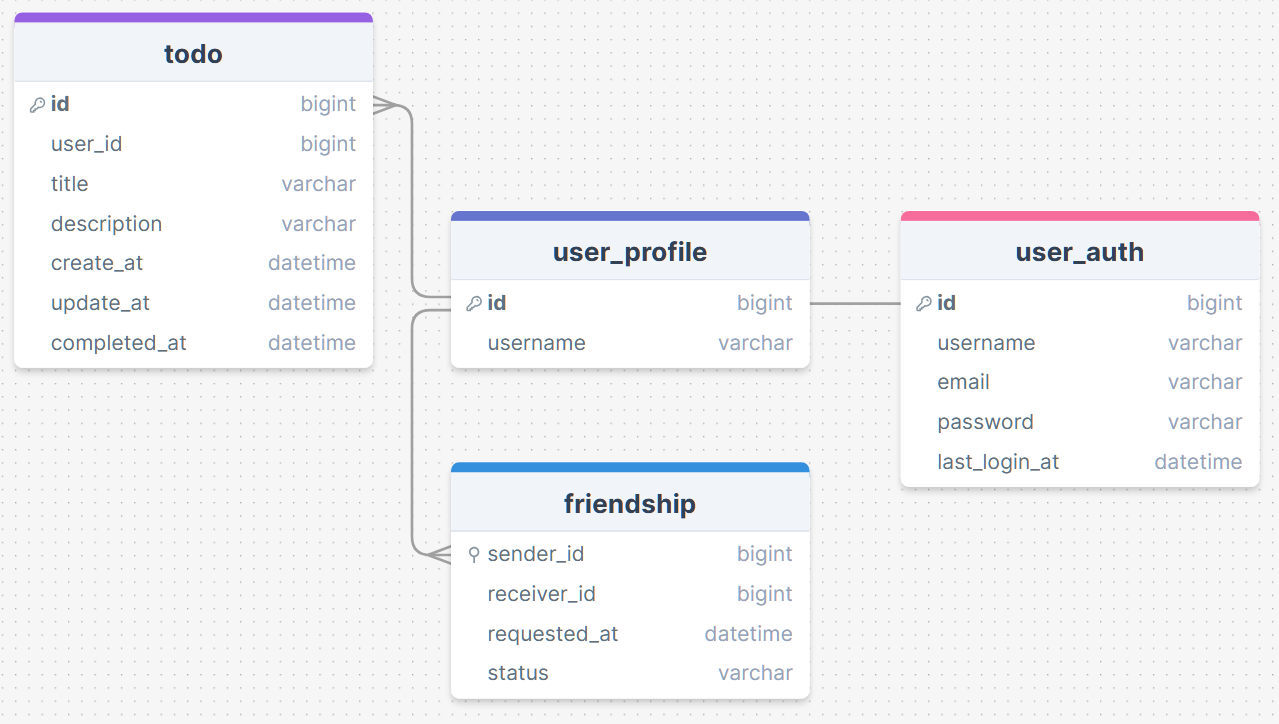 todo
id bigint
user_id bigint
title varchar
description varchar
create_at datetime
update_at datetime
completed_at datetime
user_profile
id bigint
username varchar
user_auth
id bigint
username varchar
email varchar
password varchar
last_login_at datetime
friendship
sender_id bigint
receiver_id bigint
requested_at datetime
status varchar